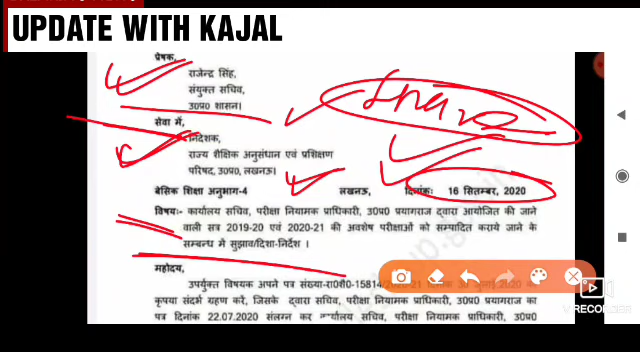 UPDATE WITH KAJAL
प्रेषक,
राजेन्द्र सिंह,
संयुक्त सचिव,
उ0प्र0 शासन।
सेवा में,
निदेशक,
राज्य शैक्षिक अनुसंधान एवं प्रशिक्षण
परिषद, उ0प्र0, लखनऊ।
बेसिक शिक्षा अनुभाग-4 लखनऊ, दिनांकः 16 सितम्बर, 2020
विषयः- कार्यालय सचिव, परीक्षा नियामक प्राधिकारी, उ0प्र0 प्रयागराज द्वारा आयोजित की जाने
वाली सत्र 2019-20 एवं 2020-21 की अवशेष परीक्षाओं को सम्पादित कराये जाने के
सम्बन्ध में सुझाव/दिशा-निर्देश ।
महोदय,
उपर्युक्त विषयक अपने पत्र संख्या-रा0शै0-15814
कृपया संदर्भ ग्रहण करें, जिसके द्वारा सचिव, परीक्षा नियामक प्राधिकारी, उ0प्र0 प्रयागराज का
पत्र दिनांक 22.07.2020 संलग्न कर कार्यालय सचिव, परीक्षा नियामक प्राधिकारी, उ0प्र0